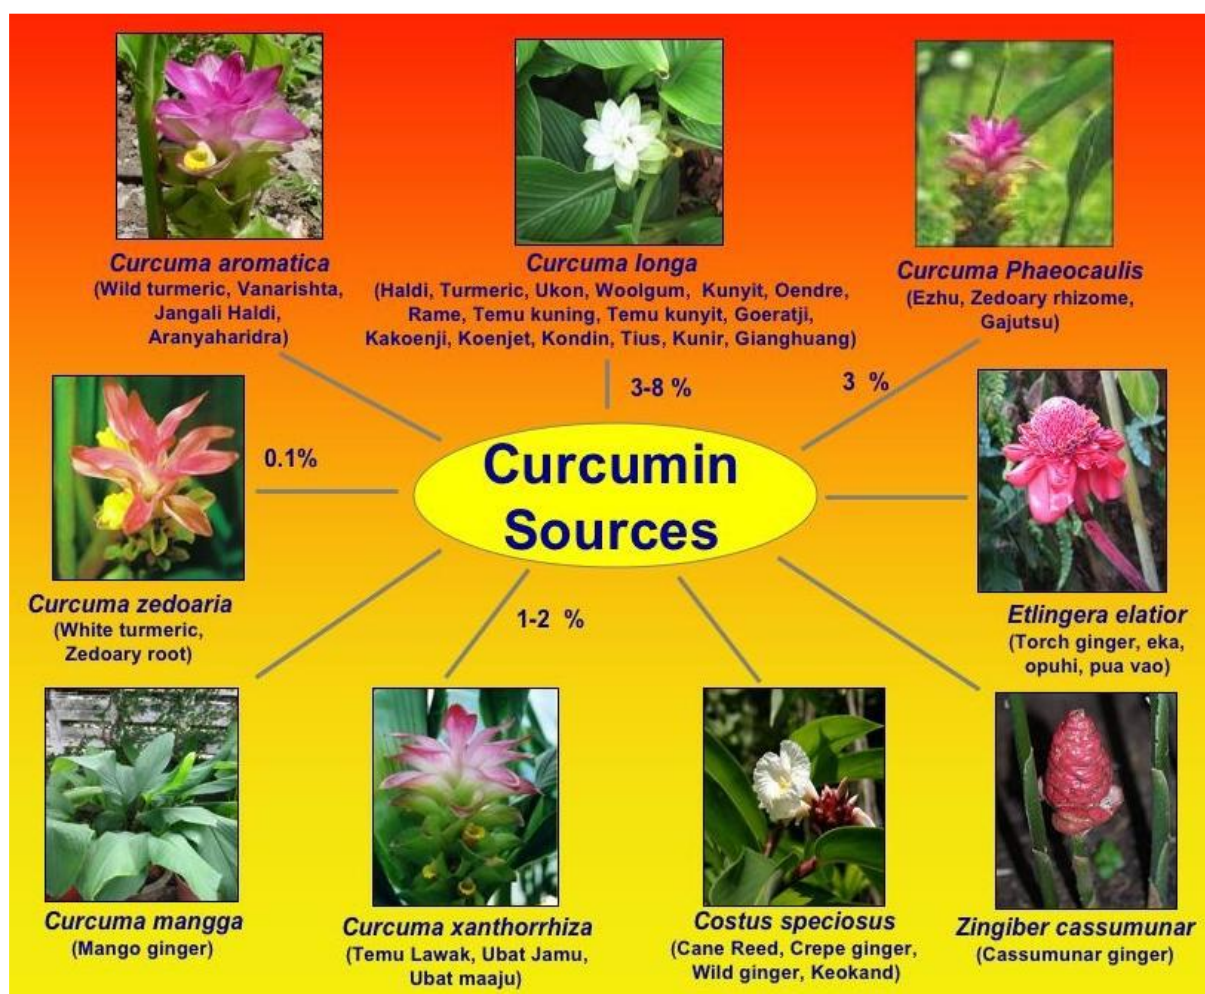 Curcuma aromatica
(Wild turmeric, Vanarishta,
Jangali Haldi,
Aranyaharidra)
Curcuma longa
(Haldi, Turmeric, Ukon, Woolgum, Kunyit, Oendre,
Rame, Temu kuning, Temu kunyit, Goeratji,
Kakoenji, Koenjet, Kondin, Tius, Kunir, Gianghuang)
Curcuma Phaeocaulis
(Ezhu, Zedoary rhizome,
Gajutsu)
3-8 %
3 %
0.1%
Curcumin
Sources
Curcuma zedoaria
(White turmeric,
Zedoary root)
Etlingera elatior
(Torch ginger, eka,
opuhi, pua vao)
1-2 %
Curcuma mangga
(Mango ginger)
Curcuma xanthorrhiza
(Temu Lawak, Ubat Jamu,
Ubat maaju)
Costus speciosus
(Cane Reed, Crepe ginger,
Wild ginger, Keokand)
Zingiber cassumunar
(Cassumunar ginger)